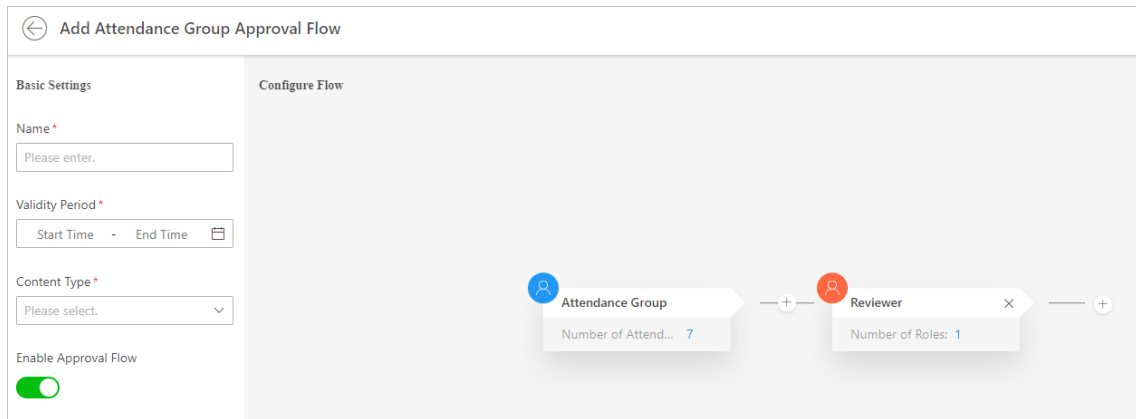 Add Attendance Group Approval Flow
Basic Settings
Configure Flow
Name*
Please enter.
Validity Period*
Start Time - End Time
Content Type*
Please select.
Enable Approval Flow
Attendance Group
Number of Attend... 7
Reviewer
Number of Roles: 1